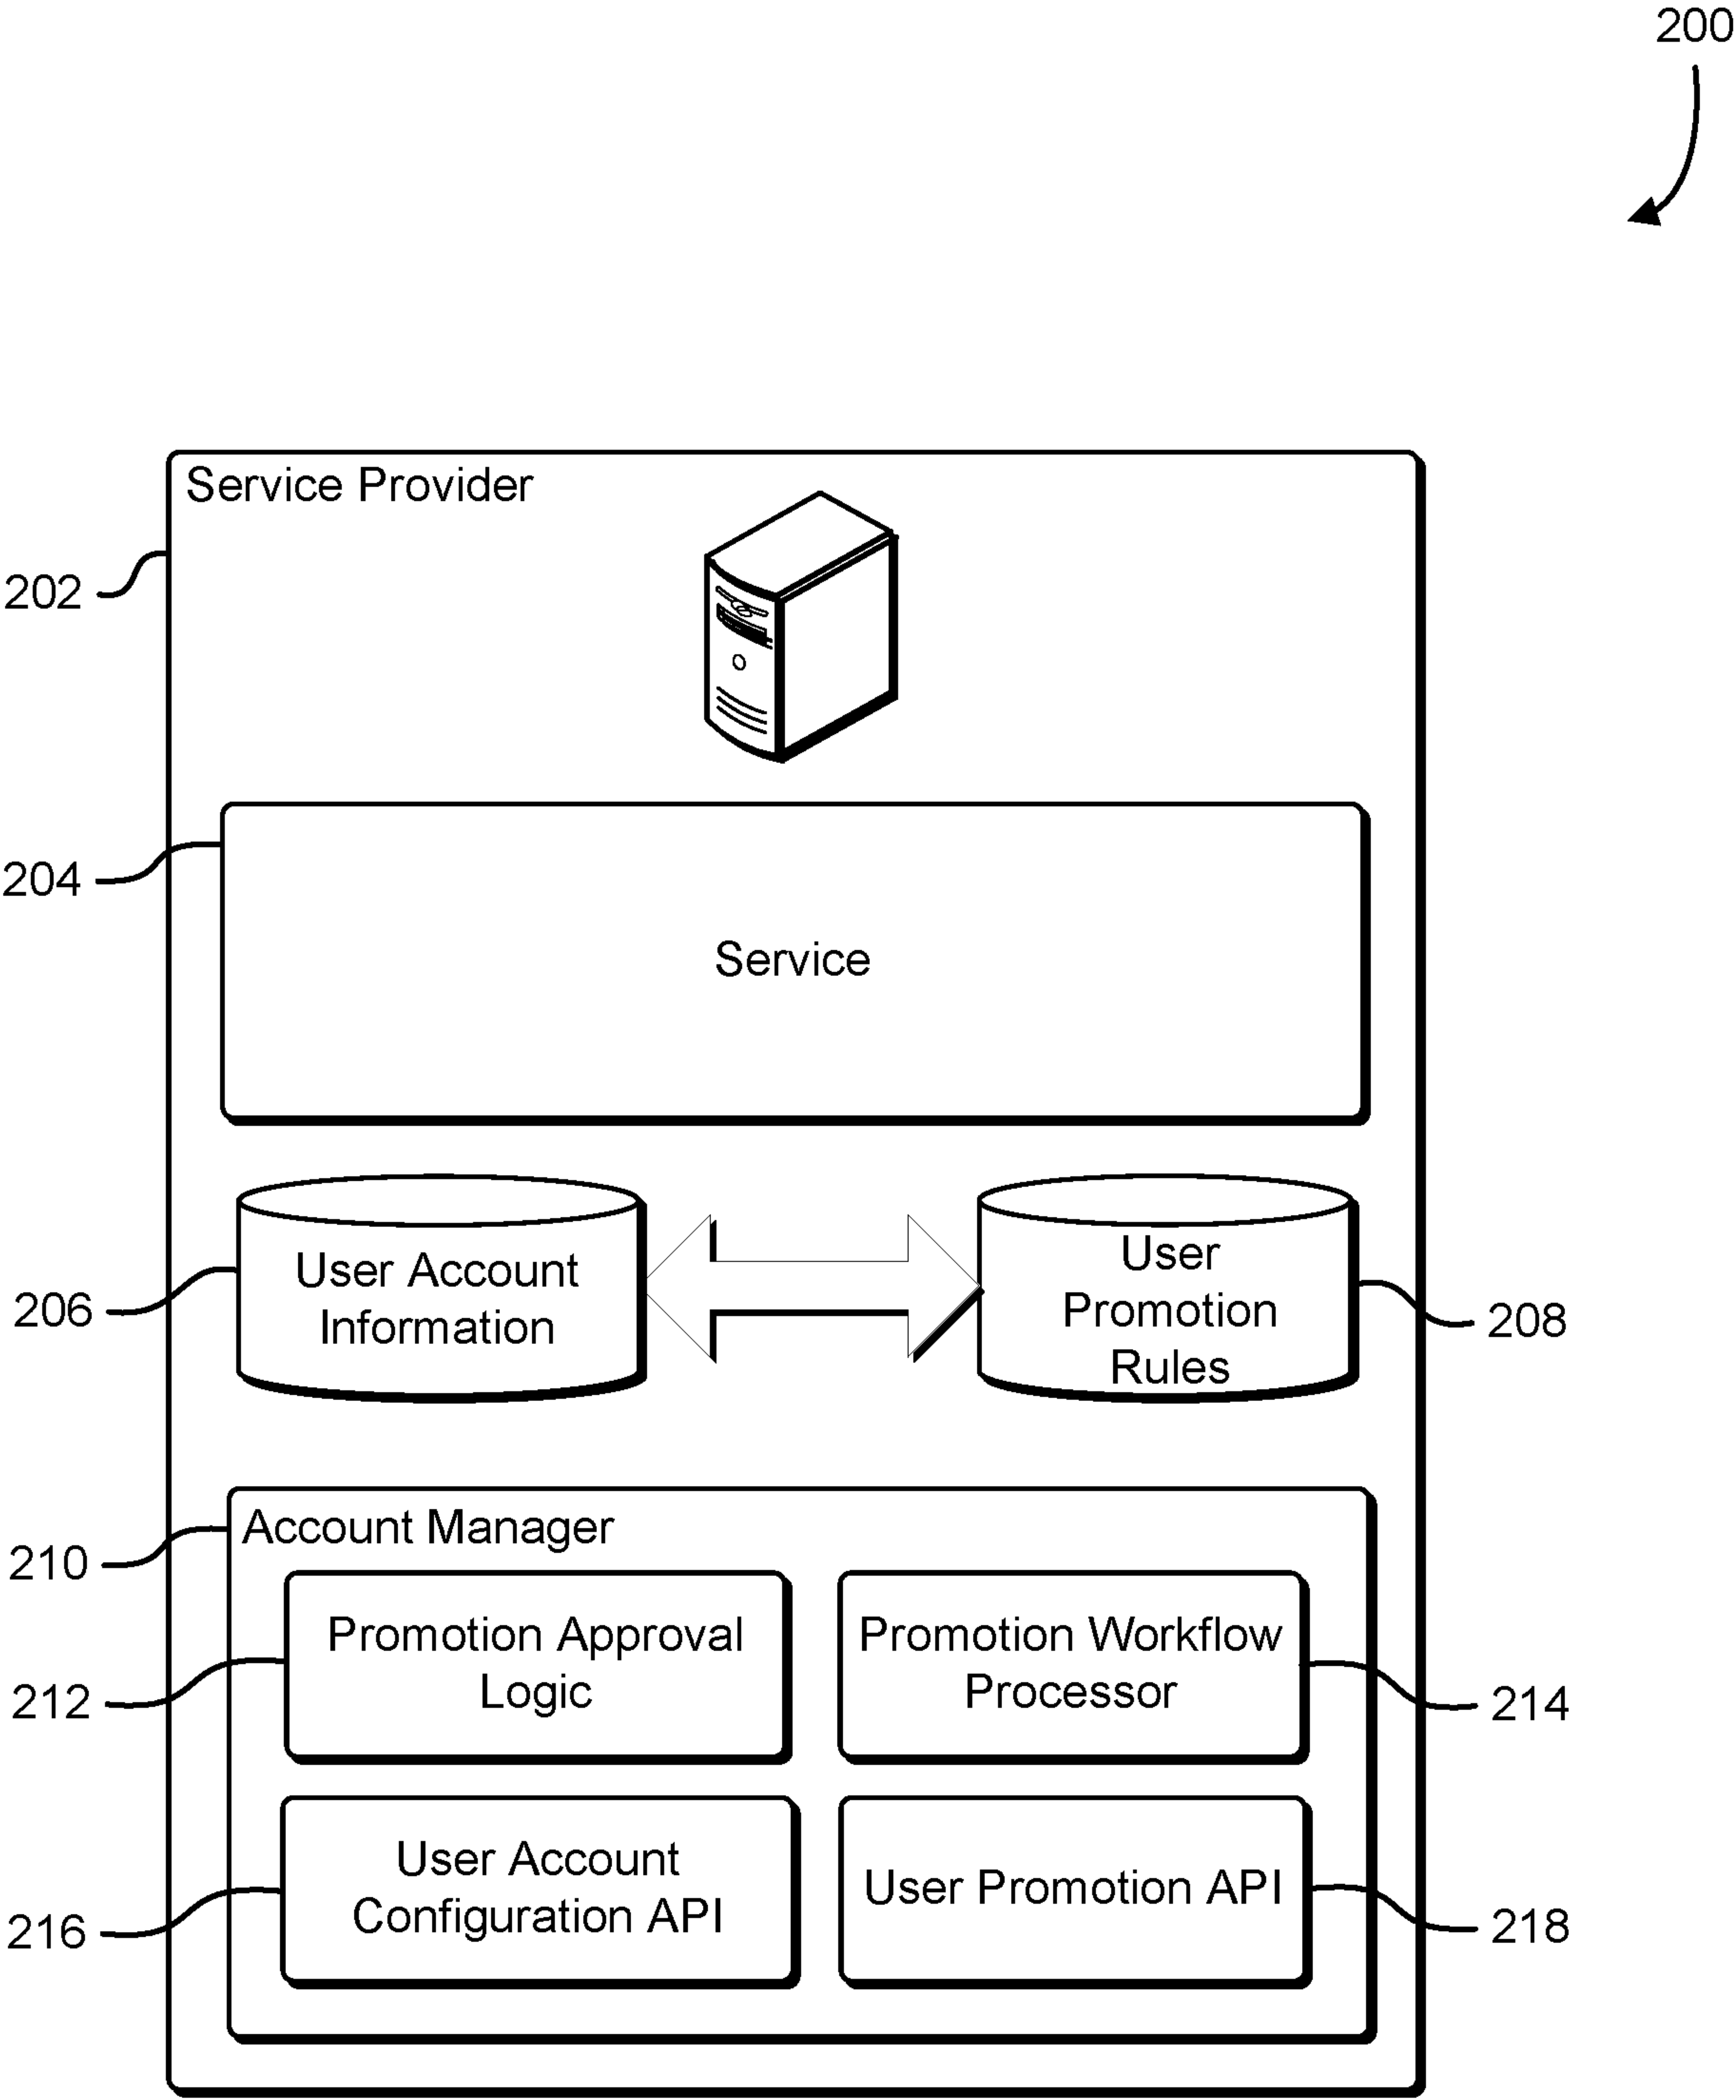 200
Service Provider
202
204
Service
User Account
Information
User
Promotion
Rules
206
208
Account Manager
210
Promotion Approval
Logic
Promotion Workflow
Processor
212
214
User Account
Configuration API
User Promotion API
216
218